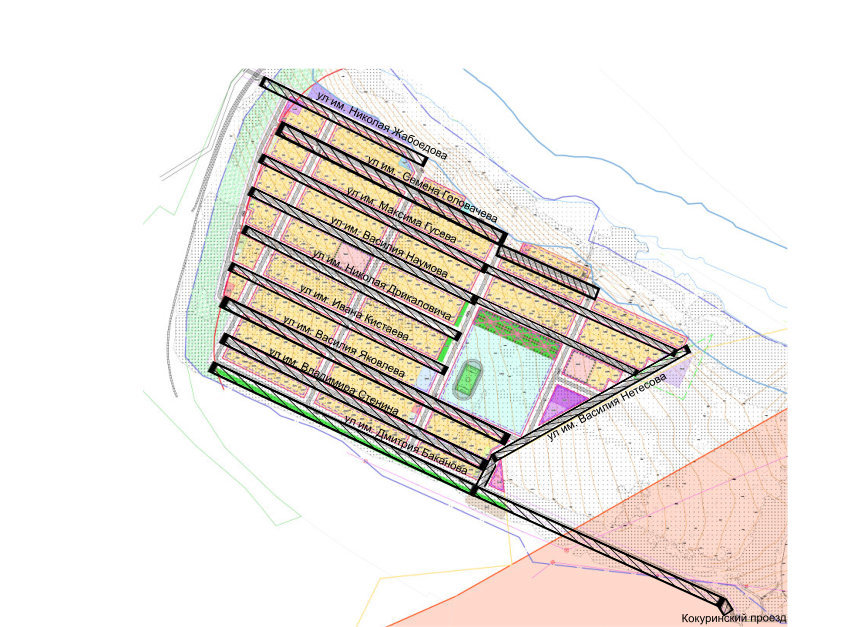 ул им. Николая Жабоедова
ул им. Семена Головачева
ул им. Максима Гусева
ул им. Василия Наумова
ул им. Николая Дрикаловича
ул им. Ивана Кистаева
ул им. Василия Яковлева
ул им. Владимира Стенина
ул им. Дмитрия Баканова
ул им. Василия Нетесова
Кокуринский проезд